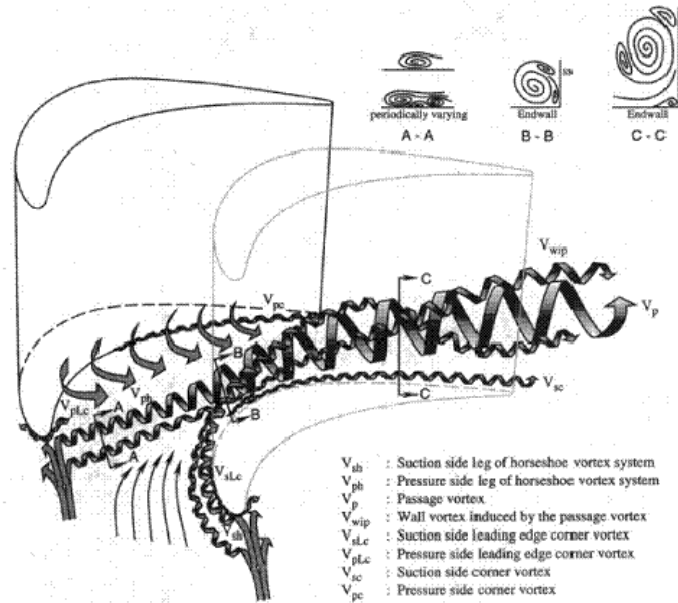 ss
periodically varying
Endwall
Endwall
A - A
B - B
C - C
V_wip
V_pc
C
V_p
B
V_ph
V_pLc
A
B
V_sc
C
A
V_sLc
V_sh
V_sh : Suction side leg of horseshoe vortex system
V_ph : Pressure side leg of horseshoe vortex system
V_p : Passage vortex
V_wip : Wall vortex induced by the passage vortex
V_sLc : Suction side leading edge corner vortex
V_pLc : Pressure side leading edge corner vortex
V_sc : Suction side corner vortex
V_pc : Pressure side corner vortex